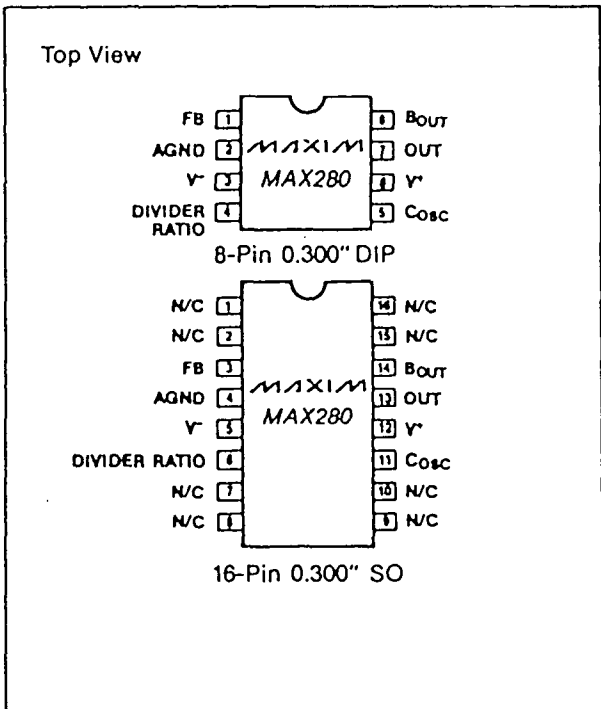 Top View
FB 1 8 BOUT
AGND 2 MAXIM 7 OUT
V- 3 MAX280 6 V+
DIVIDER RATIO 4 5 COSC
8-Pin 0.300" DIP
N/C 1 16 N/C
N/C 2 15 N/C
FB 3 14 BOUT
AGND 4 MAXIM 13 OUT
V- 5 MAX280 12 V+
DIVIDER RATIO 6 11 COSC
N/C 7 10 N/C
N/C 8 9 N/C
16-Pin 0.300" SO